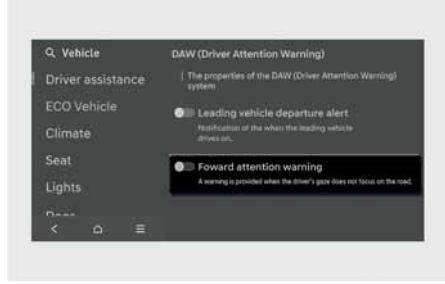 Vehicle
Driver assistance
ECO Vehicle
Climate
Seat
Lights
DAW (Driver Attention Warning)
The properties of the DAW (Driver Attention Warning)
system
Leading vehicle departure alert
Notification of the when the leading vehicle
drives on.
Foward attention warning
A warning is provided when the driver's gaze does not focus on the road.